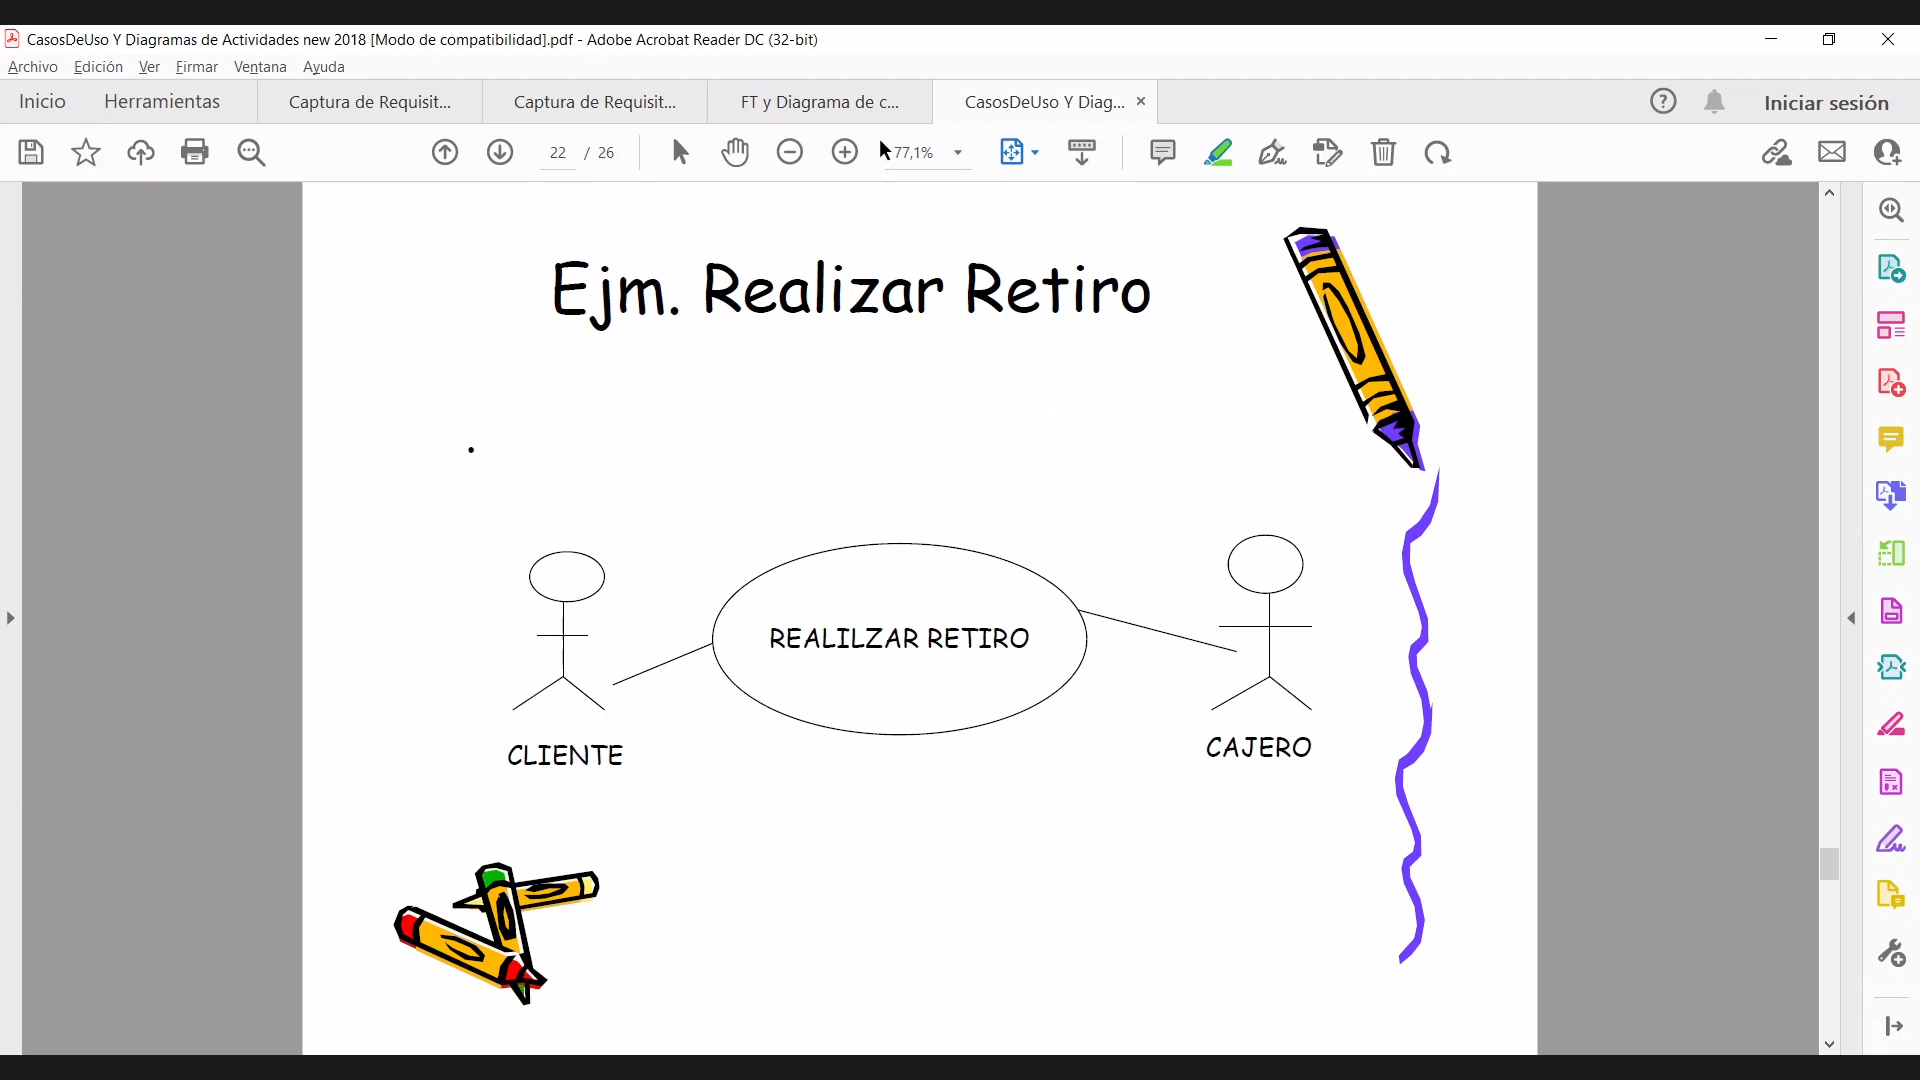 CasosDeUso Y Diagramas de Actividades new 2018 [Modo de compatibilidad].pdf - Adobe Acrobat Reader DC (32-bit)
Archivo Edición Ver Firmar Ventana Ayuda
Inicio Herramientas Captura de Requisit... Captura de Requisit... FT y Diagrama de c... CasosDeUso Y Diag... Iniciar sesión
22 / 26 77,1%
Ejm. Realizar Retiro
.
REALILZAR RETIRO
CLIENTE
CAJERO